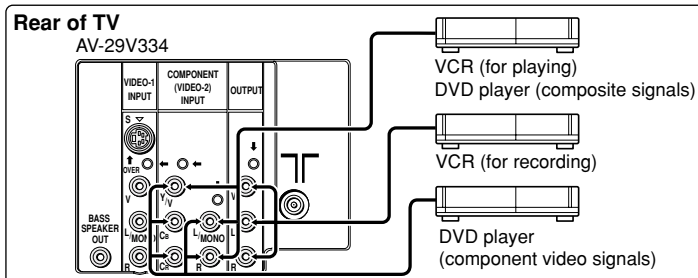 Rear of TV
AV-29V334
VIDEO-1
INPUT
COMPONENT
(VIDEO-2)
INPUT
OUTPUT
S
OVER
V
Y/V
V
BASS
SPEAKER
OUT
L/MONO
CB
L/MONO
L
R
CR
R
R
VCR (for playing)
DVD player (composite signals)
VCR (for recording)
DVD player
(component video signals)